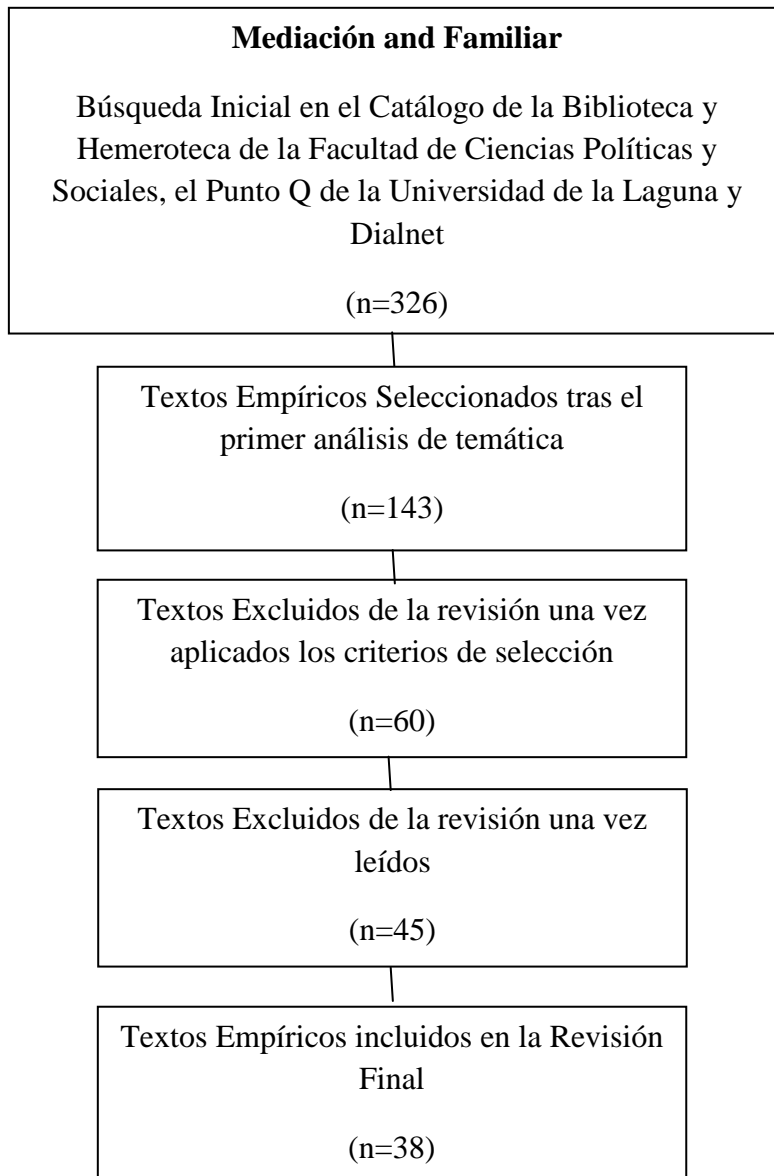 Mediación and Familiar
Búsqueda Inicial en el Catálogo de la Biblioteca y
Hemeroteca de la Facultad de Ciencias Políticas y
Sociales, el Punto Q de la Universidad de la Laguna y
Dialnet
(n=326)
Textos Empíricos Seleccionados tras el
primer análisis de temática
(n=143)
Textos Excluidos de la revisión una vez
aplicados los criterios de selección
(n=60)
Textos Excluidos de la revisión una vez
leídos
(n=45)
Textos Empíricos incluidos en la Revisión
Final
(n=38)